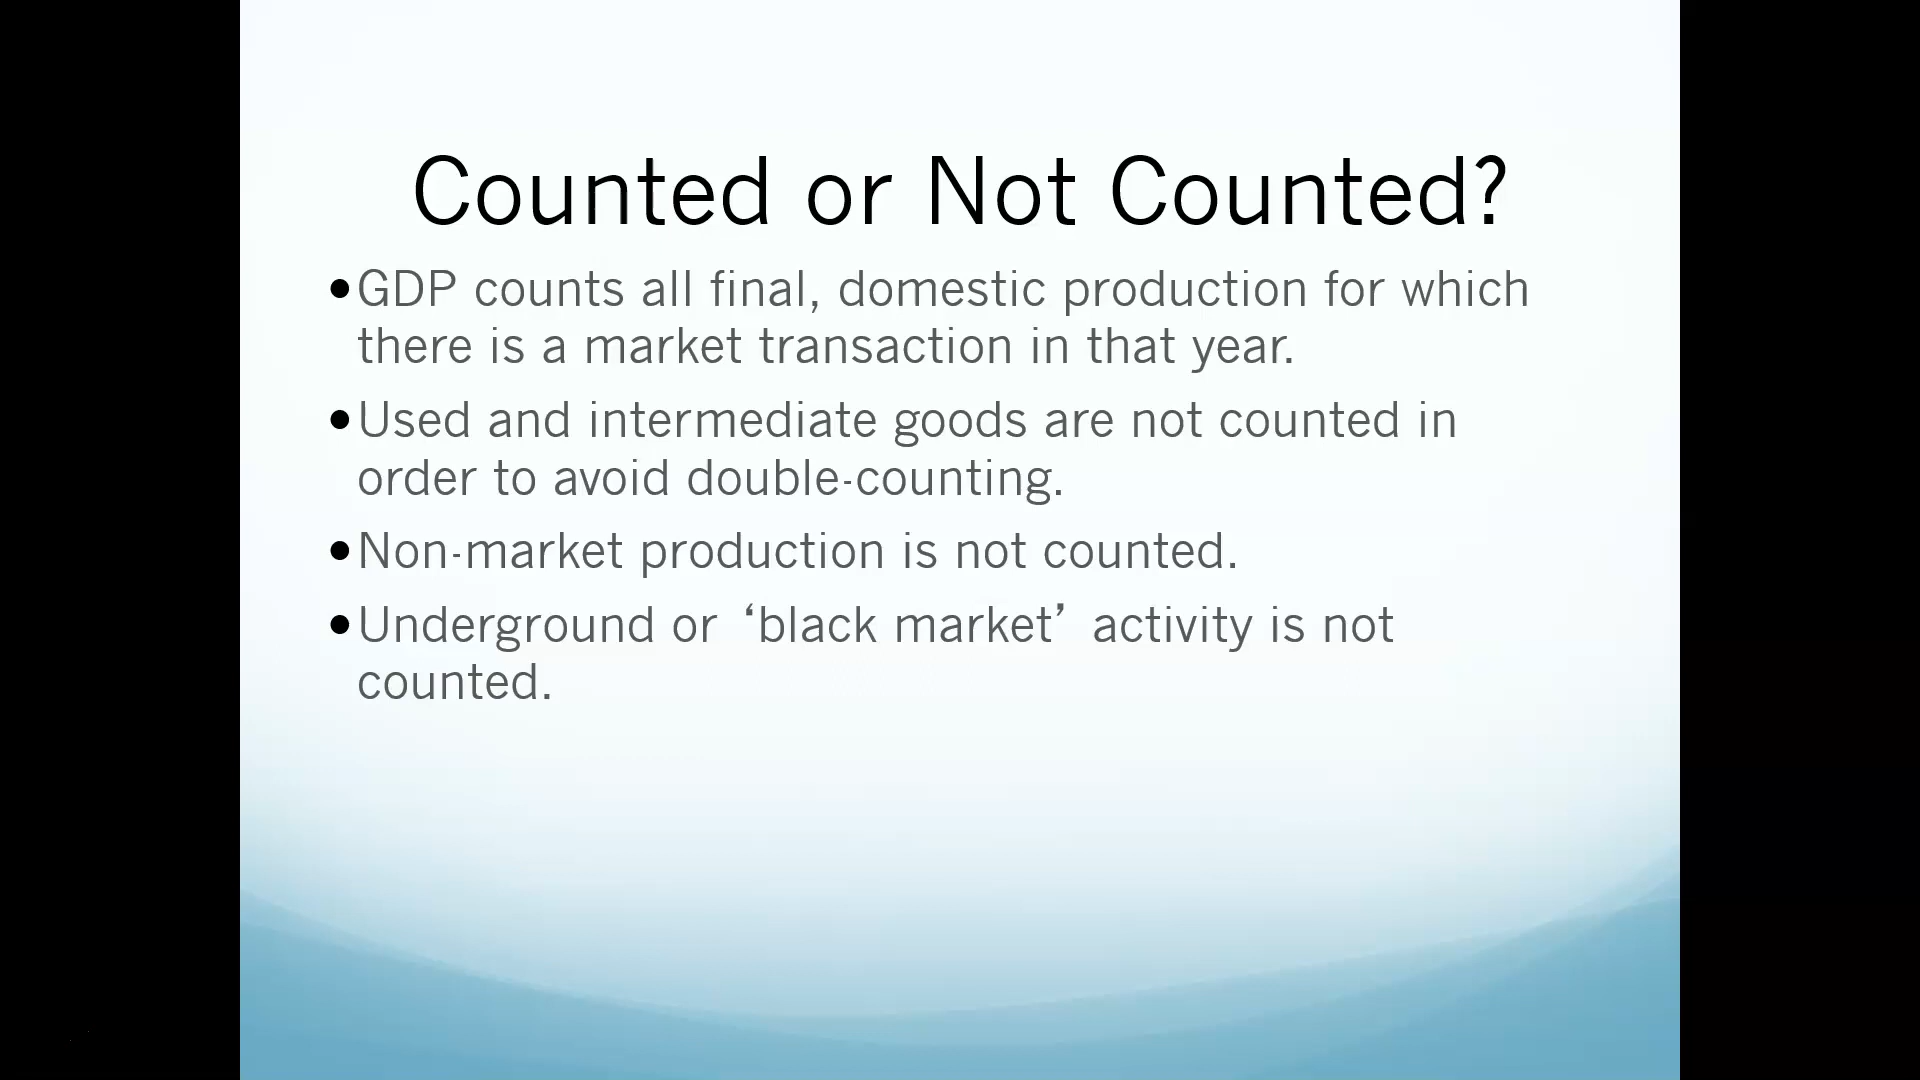 Counted or Not Counted?
•GDP counts all final, domestic production for which
there is a market transaction in that year.
•Used and intermediate goods are not counted in
order to avoid double-counting.
•Non-market production is not counted.
•Underground or ‘black market’ activity is not
counted.